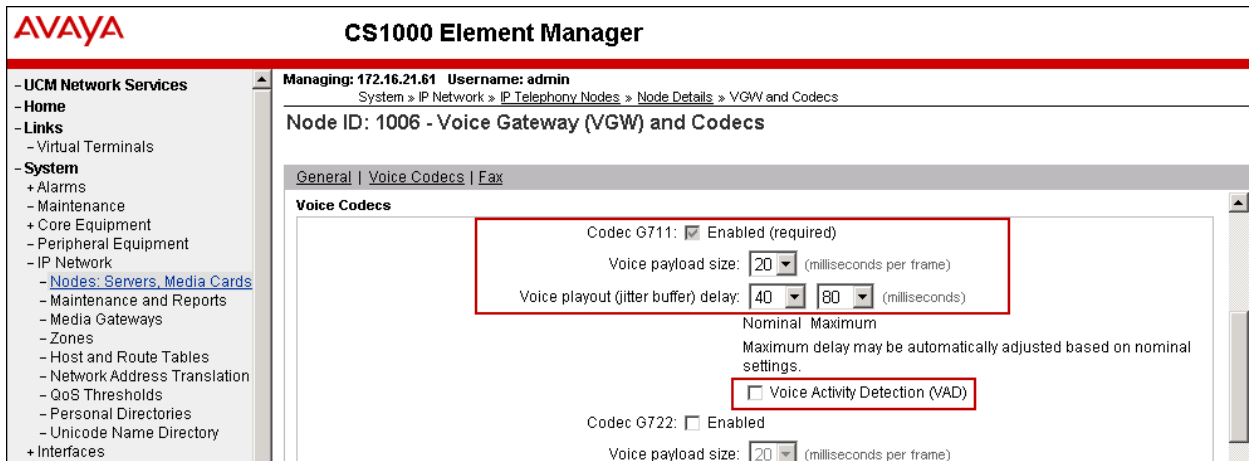 AVAYA
CS1000 Element Manager
- UCM Network Services
- Home
- Links
- Virtual Terminals
- System
+ Alarms
- Maintenance
+ Core Equipment
- Peripheral Equipment
- IP Network
- Nodes: Servers, Media Cards
- Maintenance and Reports
- Media Gateways
- Zones
- Host and Route Tables
- Network Address Translation
- QoS Thresholds
- Personal Directories
- Unicode Name Directory
+ Interfaces
Managing: 172.16.21.61 Username: admin
System » IP Network » IP Telephony Nodes » Node Details » VGW and Codecs
Node ID: 1006 - Voice Gateway (VGW) and Codecs
General | Voice Codecs | Fax
Voice Codecs
Codec G711: Enabled (required)
Voice payload size: 20 (milliseconds per frame)
Voice playout (jitter buffer) delay: 40 80 (milliseconds)
Nominal Maximum
Maximum delay may be automatically adjusted based on nominal
settings.
Voice Activity Detection (VAD)
Codec G722: Enabled
Voice payload size: 20 (milliseconds per frame)